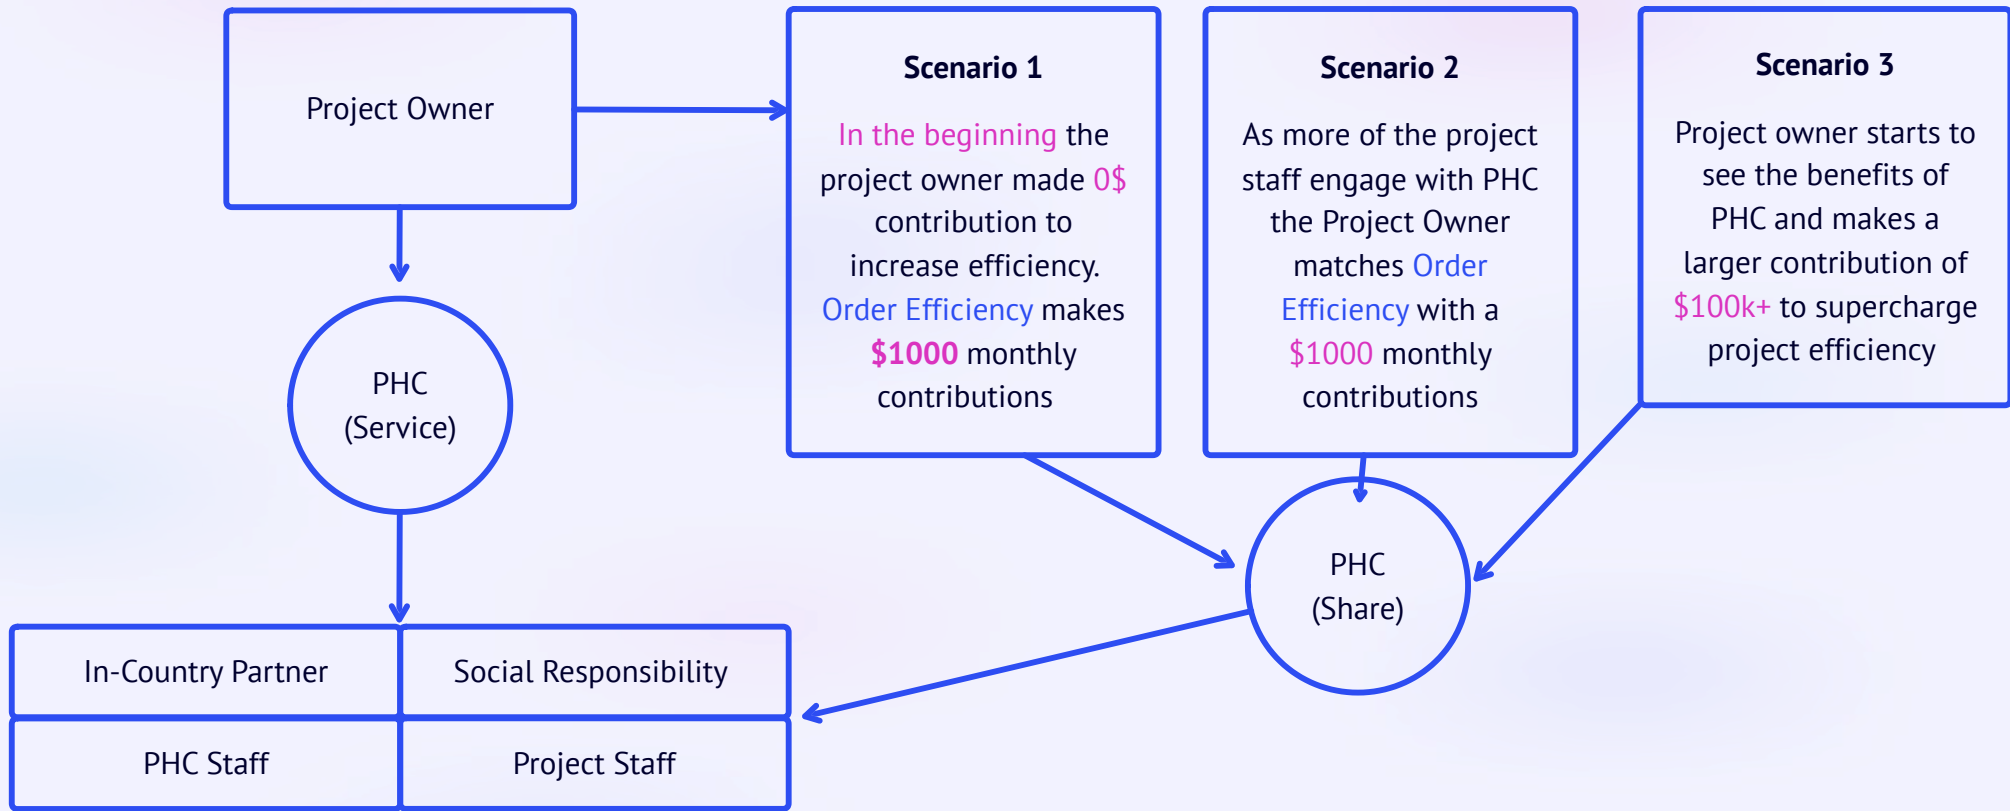 Project Owner
PHC
(Service)
In-Country Partner
Social Responsibility
PHC Staff
Project Staff
Scenario 1
In the beginning the
project owner made 0$
contribution to
increase efficiency.
Order Efficiency makes
$1000 monthly
contributions
Scenario 2
As more of the project
staff engage with PHC
the Project Owner
matches Order
Efficiency with a
$1000 monthly
contributions
Scenario 3
Project owner starts to
see the benefits of
PHC and makes a
larger contribution of
$100k+ to supercharge
project efficiency
PHC
(Share)